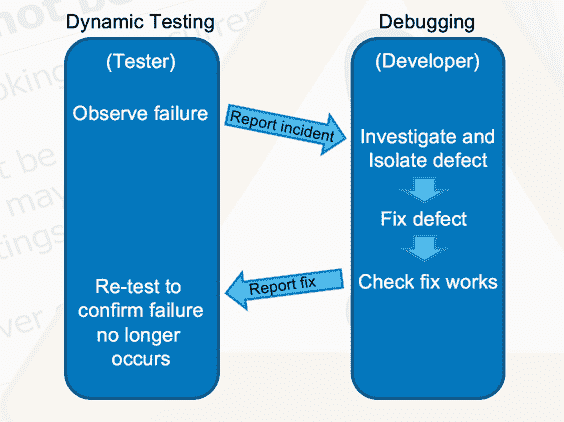 Dynamic Testing
(Tester)
Observe failure
Report incident
Re-test to
confirm failure
no longer
occurs
Debugging
(Developer)
Investigate and
Isolate defect
Fix defect
Check fix works
Report fix